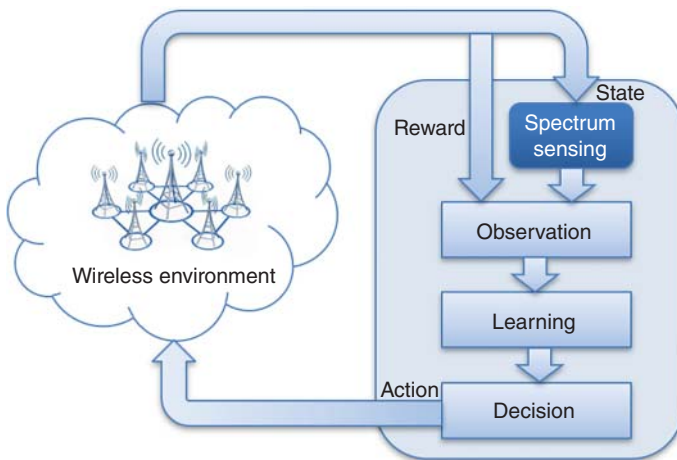 State
Reward
Spectrum
sensing
Observation
Wireless environment
Learning
Action
Decision